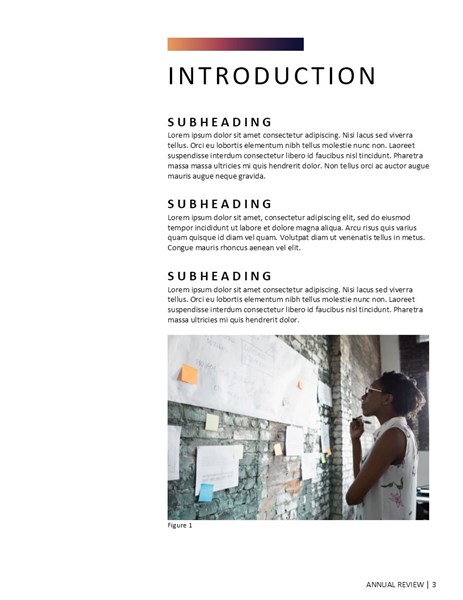 INTRODUCTION
SUBHEADING
Lorem ipsum dolor sit amet consectetur adipiscing. Nisi lacus sed viverra
tellus. Orci eu lobortis elementum nibh tellus molestie nunc non. Laoreet
suspendisse interdum consectetur libero id faucibus nisl tincidunt. Pharetra
massa massa ultricies mi quis hendrerit dolor. Non tellus orci ac auctor augue
mauris augue neque gravida.
SUBHEADING
Lorem ipsum dolor sit amet, consectetur adipiscing elit, sed do eiusmod
tempor incididunt ut labore et dolore magna aliqua. Arcu risus quis varius
quam quisque id diam vel quam. Volutpat diam ut venenatis tellus in metus.
Congue mauris rhoncus aenean vel elit.
SUBHEADING
Lorem ipsum dolor sit amet consectetur adipiscing. Nisi lacus sed viverra
tellus. Orci eu lobortis elementum nibh tellus molestie nunc non. Laoreet
suspendisse interdum consectetur libero id faucibus nisl tincidunt. Pharetra
massa ultricies mi quis hendrerit dolor.
Figure 1
ANNUAL REVIEW | 3